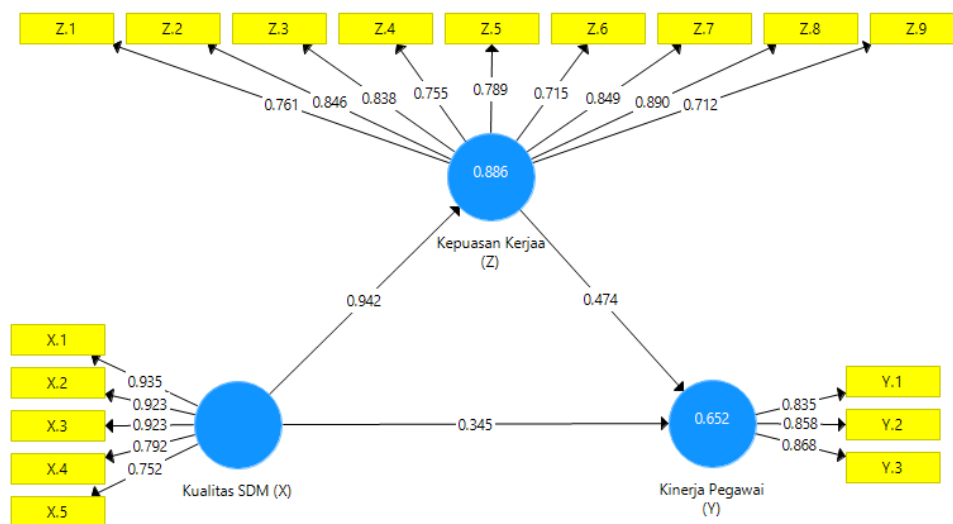 Z.1 Z.2 Z.3 Z.4 Z.5 Z.6 Z.7 Z.8 Z.9
0.761 0.846 0.838 0.755 0.789 0.715 0.849 0.890 0.712
0.886
Kepuasan Kerjaa
(Z)
0.942
0.474
X.1
X.2
X.3
X.4
X.5
0.935
0.923
0.923
0.792
0.752
Kualitas SDM (X)
0.345
0.652
Kinerja Pegawai
(Y)
0.835
0.858
0.868
Y.1
Y.2
Y.3